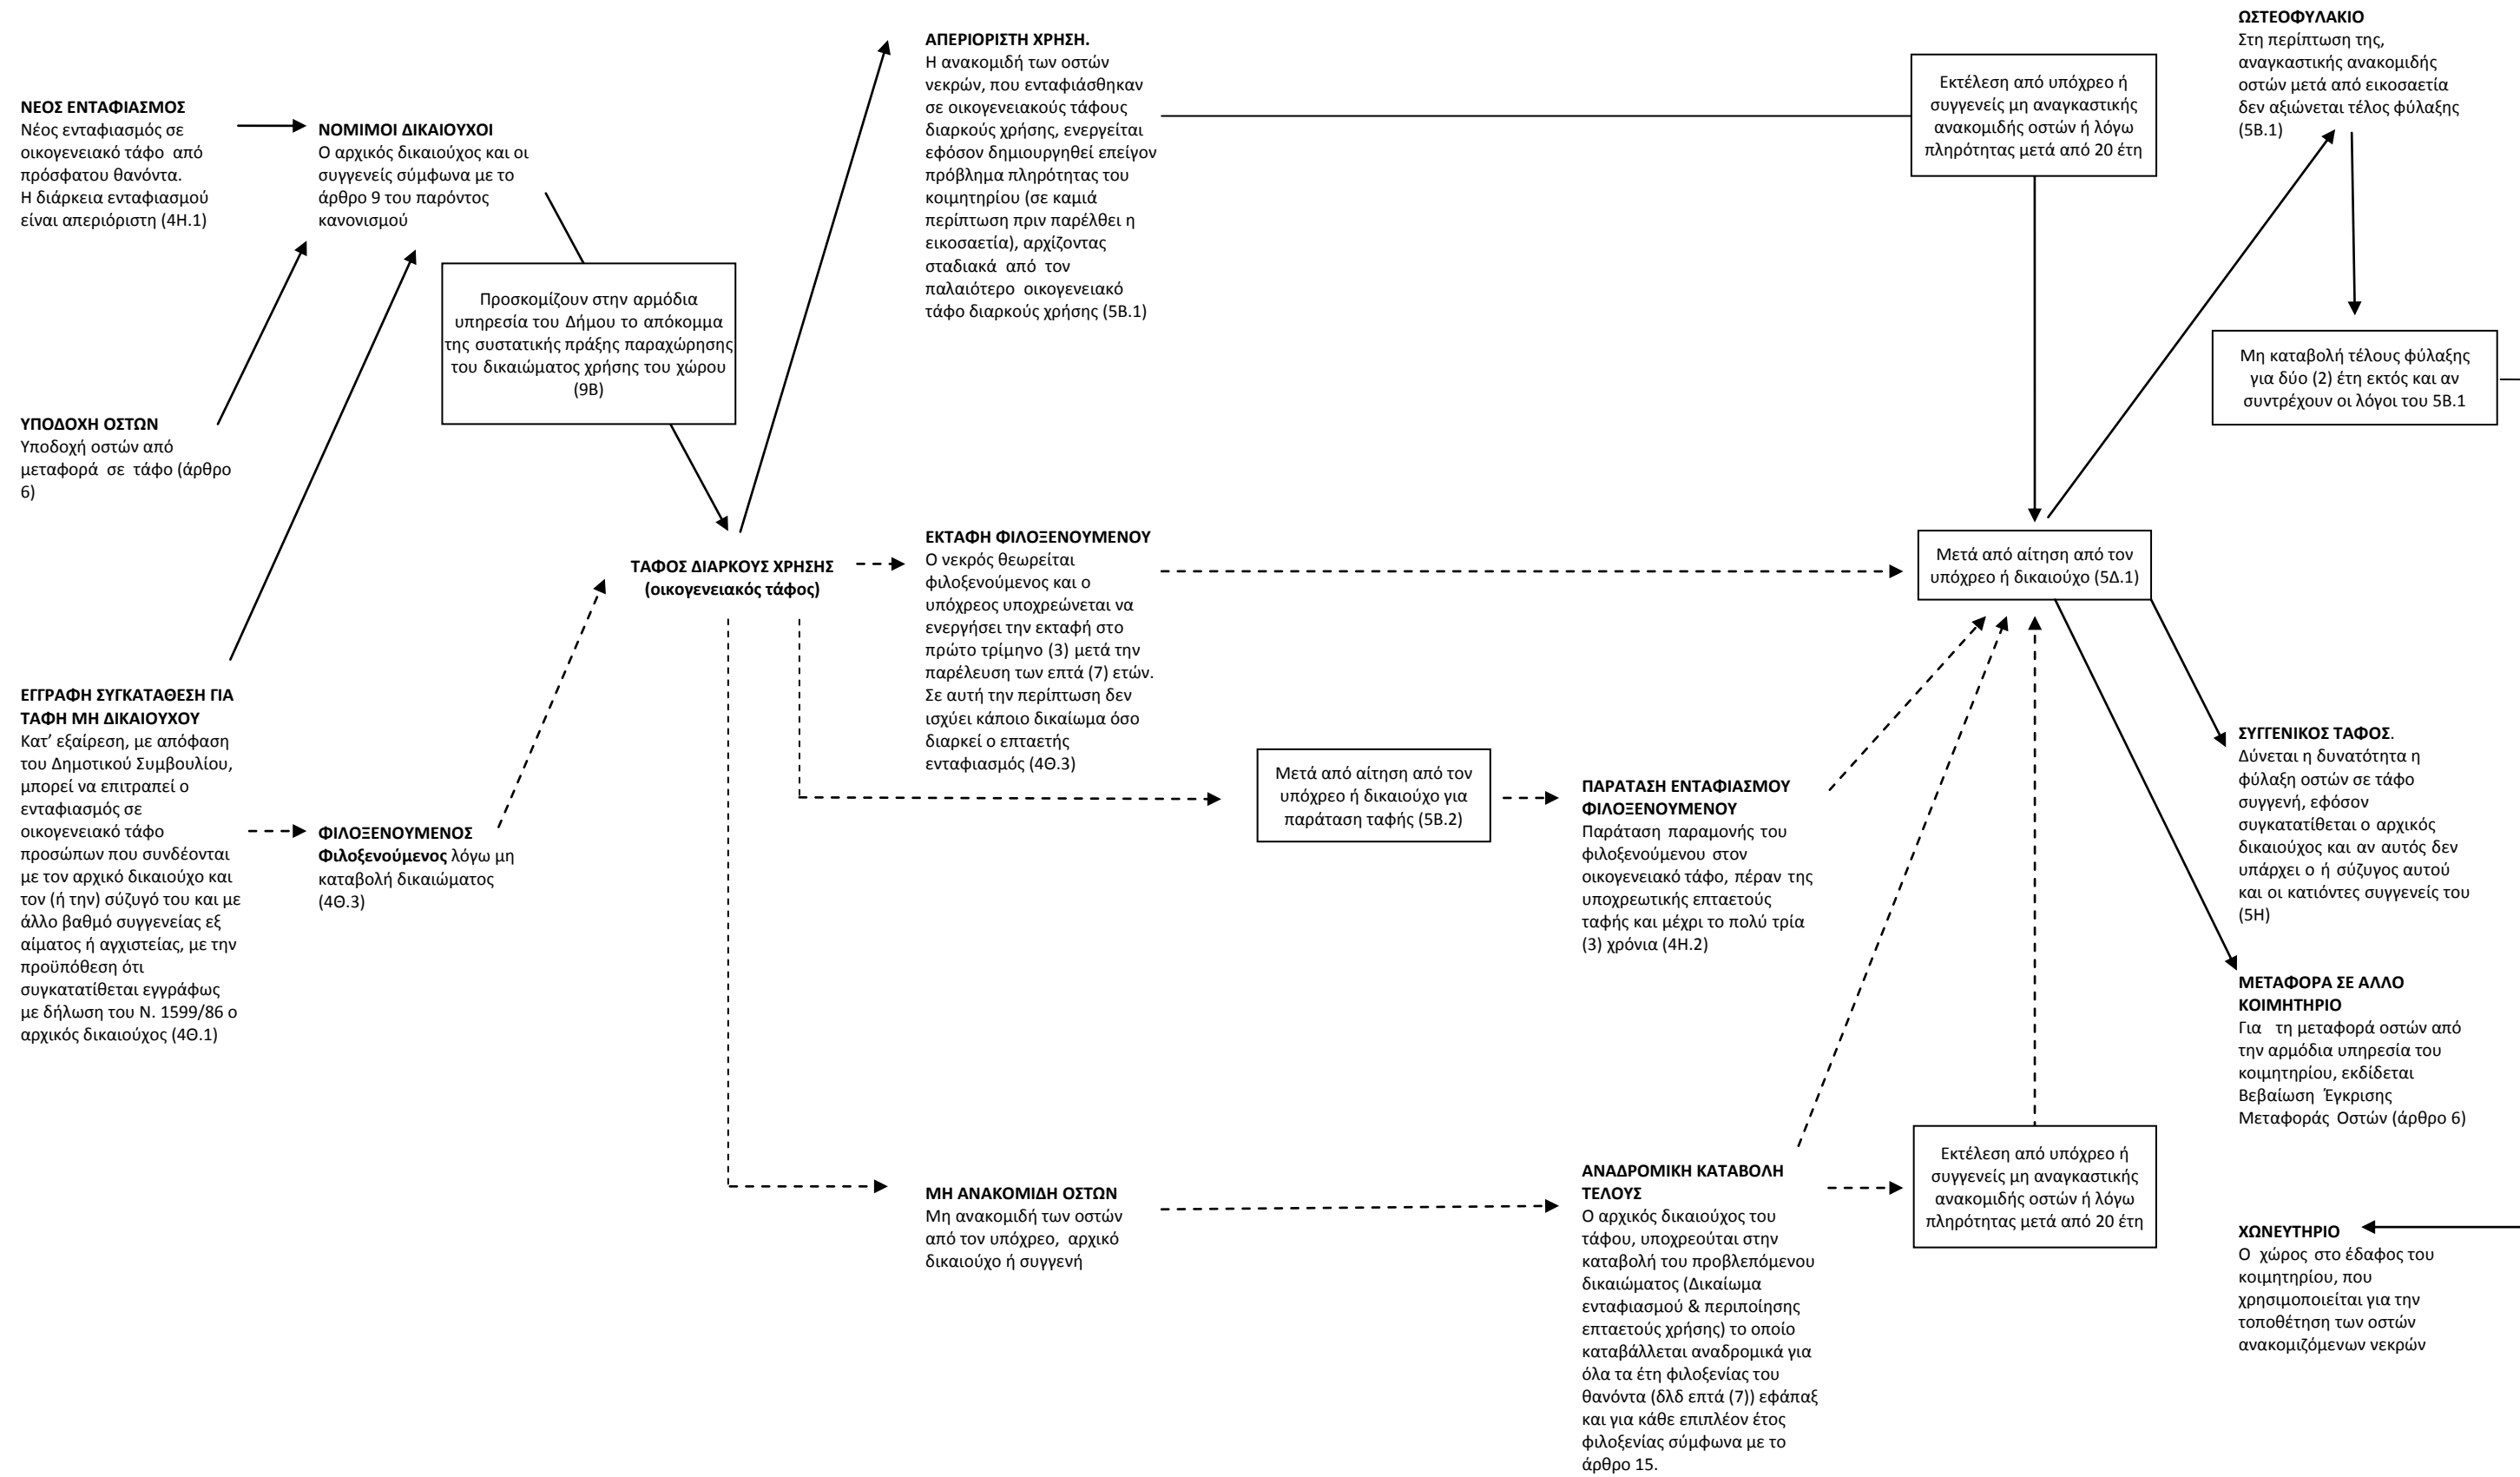 ΝΕΟΣ ΕΝΤΑΦΙΑΣΜΟΣ
Νέος ενταφιασμός σε
οικογενειακό τάφο από
πρόσφατου θανόντα.
Η διάρκεια ενταφιασμού
είναι απεριόριστη (4Η.1)
ΥΠΟΔΟΧΗ ΟΣΤΩΝ
Υποδοχή οστών από
μεταφορά σε τάφο (άρθρο
6)
ΕΓΓΡΑΦΗ ΣΥΓΚΑΤΑΘΕΣΗ ΓΙΑ
ΤΑΦΗ ΜΗ ΔΙΚΑΙΟΥΧΟΥ
Κατ’ εξαίρεση, με απόφαση
του Δημοτικού Συμβουλίου,
μπορεί να επιτραπεί ο
ενταφιασμός σε
οικογενειακό τάφο
προσώπων που συνδέονται
με τον αρχικό δικαιούχο και
τον (ή την) σύζυγό του και με
άλλο βαθμό συγγενείας εξ
αίματος ή αγχιστείας, με την
προϋπόθεση ότι
συγκατατίθεται εγγράφως
με δήλωση του Ν. 1599/86 ο
αρχικός δικαιούχος (4Θ.1)
ΝΟΜΙΜΟΙ ΔΙΚΑΙΟΥΧΟΙ
Ο αρχικός δικαιούχος και οι
συγγενείς σύμφωνα με το
άρθρο 9 του παρόντος
κανονισμού
Προσκομίζουν στην αρμόδια
υπηρεσία του Δήμου το απόκομμα
της συστατικής πράξης παραχώρησης
του δικαιώματος χρήσης του χώρου
(9Β)
ΦΙΛΟΞΕΝΟΥΜΕΝΟΣ
Φιλοξενούμενος λόγω μη
καταβολή δικαιώματος
(4Θ.3)
ΤΑΦΟΣ ΔΙΑΡΚΟΥΣ ΧΡΗΣΗΣ
(οικογενειακός τάφος)
ΑΠΕΡΙΟΡΙΣΤΗ ΧΡΗΣΗ.
Η ανακομιδή των οστών
νεκρών, που ενταφιάσθηκαν
σε οικογενειακούς τάφους
διαρκούς χρήσης, ενεργείται
εφόσον δημιουργηθεί επείγον
πρόβλημα πληρότητας του
κοιμητηρίου (σε καμιά
περίπτωση πριν παρέλθει η
εικοσαετία), αρχίζοντας
σταδιακά από τον
παλαιότερο οικογενειακό
τάφο διαρκούς χρήσης (5Β.1)
ΕΚΤΑΦΗ ΦΙΛΟΞΕΝΟΥΜΕΝΟΥ
Ο νεκρός θεωρείται
φιλοξενούμενος και ο
υπόχρεος υποχρεώνεται να
ενεργήσει την εκταφή στο
πρώτο τρίμηνο (3) μετά την
παρέλευση των επτά (7) ετών.
Σε αυτή την περίπτωση δεν
ισχύει κάποιο δικαίωμα όσο
διαρκεί ο επταετής
ενταφιασμός (4Θ.3)
ΜΗ ΑΝΑΚΟΜΙΔΗ ΟΣΤΩΝ
Μη ανακομιδή των οστών
από τον υπόχρεο, αρχικό
δικαιούχο ή συγγενή
Μετά από αίτηση από τον
υπόχρεο ή δικαιούχο για
παράταση ταφής (5Β.2)
ΠΑΡΑΤΑΣΗ ΕΝΤΑΦΙΑΣΜΟΥ
ΦΙΛΟΞΕΝΟΥΜΕΝΟΥ
Παράταση παραμονής του
φιλοξενούμενου στον
οικογενειακό τάφο, πέραν της
υποχρεωτικής επταετούς
ταφής και μέχρι το πολύ τρία
(3) χρόνια (4Η.2)
ΑΝΑΔΡΟΜΙΚΗ ΚΑΤΑΒΟΛΗ
ΤΕΛΟΥΣ
Ο αρχικός δικαιούχος του
τάφου, υποχρεούται στην
καταβολή του προβλεπόμενου
δικαιώματος (Δικαίωμα
ενταφιασμού & περιποίησης
επταετούς χρήσης) το οποίο
καταβάλλεται αναδρομικά για
όλα τα έτη φιλοξενίας του
θανόντα (δλδ επτά (7)) εφάπαξ
και για κάθε επιπλέον έτος
φιλοξενίας σύμφωνα με το
άρθρο 15.
Εκτέλεση από υπόχρεο ή
συγγενείς μη αναγκαστικής
ανακομιδής οστών ή λόγω
πληρότητας μετά από 20 έτη
Μετά από αίτηση από τον
υπόχρεο ή δικαιούχο (5Δ.1)
Εκτέλεση από υπόχρεο ή
συγγενείς μη αναγκαστικής
ανακομιδής οστών ή λόγω
πληρότητας μετά από 20 έτη
ΩΣΤΕΟΦΥΛΑΚΙΟ
Στη περίπτωση της,
αναγκαστικής ανακομιδής
οστών μετά από εικοσαετία
δεν αξιώνεται τέλος φύλαξης
(5Β.1)
Μη καταβολή τέλους φύλαξης
για δύο (2) έτη εκτός και αν
συντρέχουν οι λόγοι του 5Β.1
ΣΥΓΓΕΝΙΚΟΣ ΤΑΦΟΣ.
Δύνεται η δυνατότητα η
φύλαξη οστών σε τάφο
συγγενή, εφόσον
συγκατατίθεται ο αρχικός
δικαιούχος και αν αυτός δεν
υπάρχει ο ή σύζυγος αυτού
και οι κατιόντες συγγενείς του
(5Η)
ΜΕΤΑΦΟΡΑ ΣΕ ΑΛΛΟ
ΚΟΙΜΗΤΗΡΙΟ
Για τη μεταφορά οστών από
την αρμόδια υπηρεσία του
κοιμητηρίου, εκδίδεται
Βεβαίωση Έγκρισης
Μεταφοράς Οστών (άρθρο 6)
ΧΩΝΕΥΤΗΡΙΟ
Ο χώρος στο έδαφος του
κοιμητηρίου, που
χρησιμοποιείται για την
τοποθέτηση των οστών
ανακομιζόμενων νεκρών